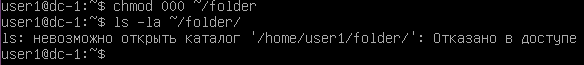 user1@dc-1:~$ chmod 000 ~/folder
user1@dc-1:~$ ls -la ~/folder/
ls: невозможно открыть каталог '/home/user1/folder/': Отказано в доступе
user1@dc-1:~$